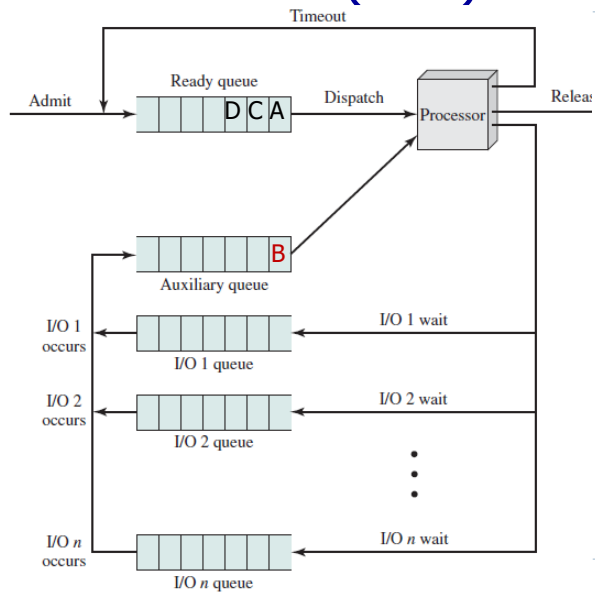 Timeout
Ready queue
Admit
D C A
Dispatch
Processor
Releas
B
Auxiliary queue
I/O 1
occurs
I/O 1 wait
I/O 1 queue
I/O 2
occurs
I/O 2 wait
I/O 2 queue
I/O n
occurs
I/O n wait
I/O n queue